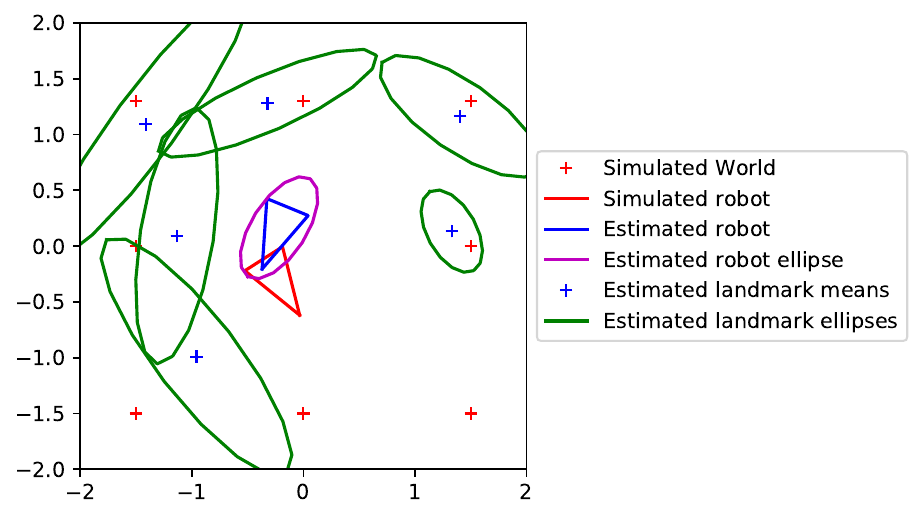 2.0
1.5
1.0
0.5
0.0
−0.5
−1.0
−1.5
−2.0
−2
−1
0
1
2
Simulated World
Simulated robot
Estimated robot
Estimated robot ellipse
Estimated landmark means
Estimated landmark ellipses